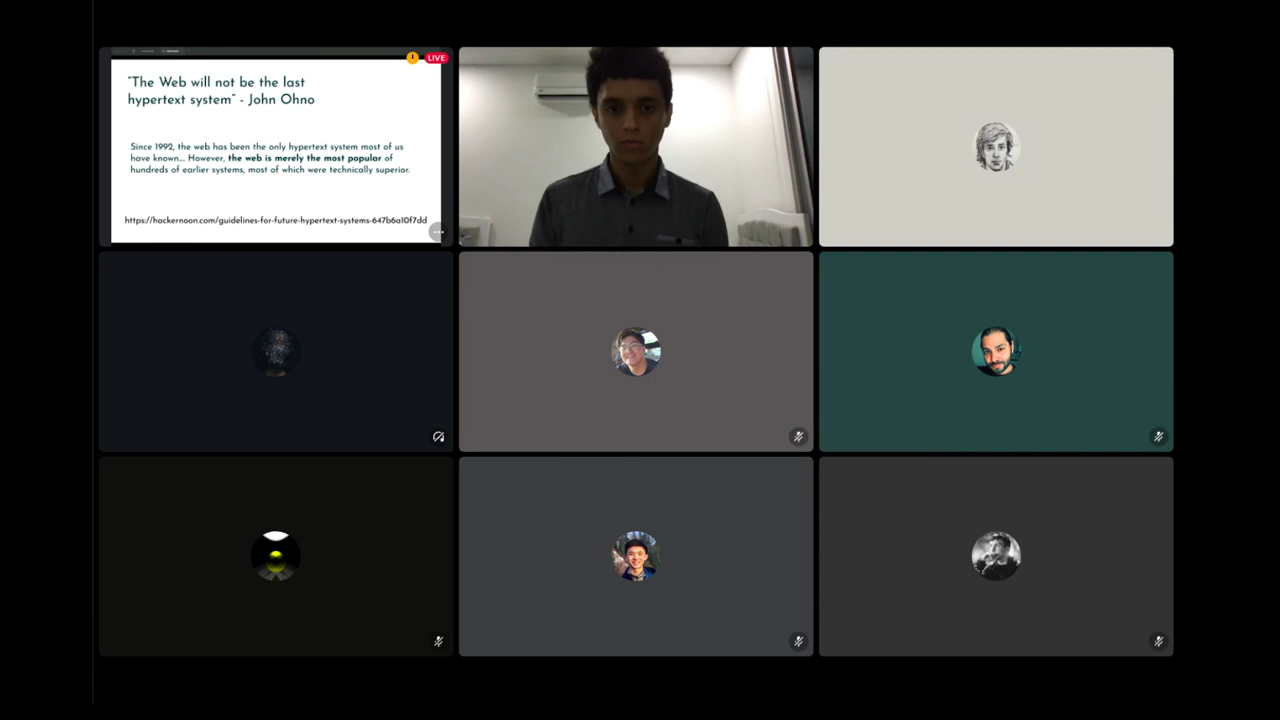 LIVE
“The Web will not be the last
hypertext system” - John Ohno
Since 1992, the web has been the only hypertext system most of us
have known... However, the web is merely the most popular of
hundreds of earlier systems, most of which were technically superior.
https://hackernoon.com/guidelines-for-future-hypertext-systems-647b6a10f7dd